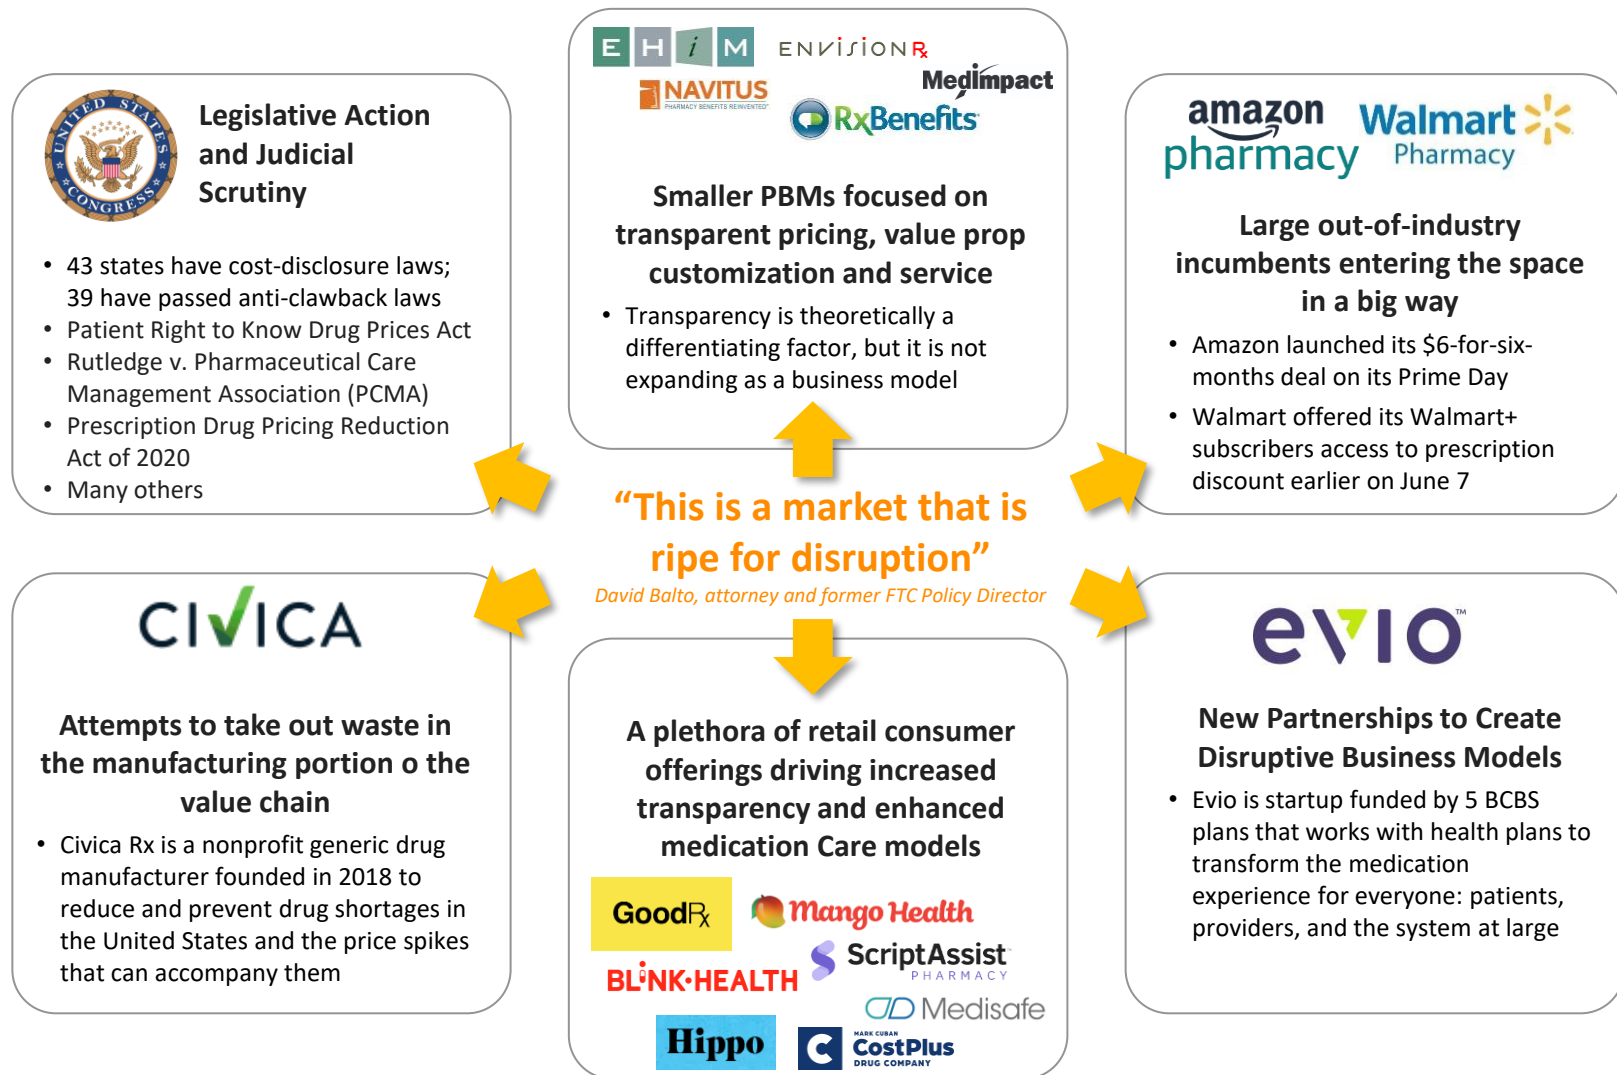 UNITED STATES
CONGRESS
Legislative Action
and Judicial
Scrutiny
• 43 states have cost-disclosure laws;
39 have passed anti-clawback laws
• Patient Right to Know Drug Prices Act
• Rutledge v. Pharmaceutical Care
Management Association (PCMA)
• Prescription Drug Pricing Reduction
Act of 2020
• Many others
EHiM
ENVISIONRx
NAVITUS
PHARMACY BENEFITS REINVENTED
MedImpact
RxBenefits
Smaller PBMs focused on
transparent pricing, value prop
customization and service
• Transparency is theoretically a
differentiating factor, but it is not
expanding as a business model
amazon
pharmacy
Walmart
Pharmacy
Large out-of-industry
incumbents entering the space
in a big way
• Amazon launched its $6-for-six-
months deal on its Prime Day
• Walmart offered its Walmart+
subscribers access to prescription
discount earlier on June 7
“This is a market that is
ripe for disruption”
David Balto, attorney and former FTC Policy Director
CIVICA
Attempts to take out waste in
the manufacturing portion o the
value chain
• Civica Rx is a nonprofit generic drug
manufacturer founded in 2018 to
reduce and prevent drug shortages in
the United States and the price spikes
that can accompany them
A plethora of retail consumer
offerings driving increased
transparency and enhanced
medication Care models
GoodRx
Mango Health
ScriptAssist
PHARMACY
BLiNK·HEALTH
Medisafe
Hippo
C
MARK CUBAN
CostPlus
DRUG COMPANY
evio™
New Partnerships to Create
Disruptive Business Models
• Evio is startup funded by 5 BCBS
plans that works with health plans to
transform the medication
experience for everyone: patients,
providers, and the system at large